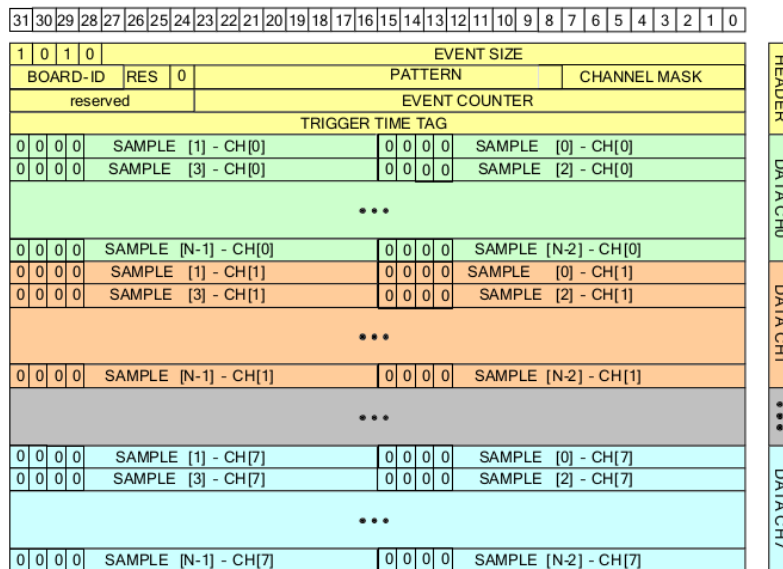 31 30 29 28 27 26 25 24 23 22 21 20 19 18 17 16 15 14 13 12 11 10 9 8 7 6 5 4 3 2 1 0
1 0 1 0 EVENT SIZE
BOARD-ID RES 0 PATTERN CHANNEL MASK
reserved EVENT COUNTER
TRIGGER TIME TAG
HEADER
0 0 0 0 SAMPLE [1] - CH[0] 0 0 0 0 SAMPLE [0] - CH[0]
0 0 0 0 SAMPLE [3] - CH[0] 0 0 0 0 SAMPLE [2] - CH[0]
•••
0 0 0 0 SAMPLE [N-1] - CH[0] 0 0 0 0 SAMPLE [N-2] - CH[0]
DATA CH0
0 0 0 0 SAMPLE [1] - CH[1] 0 0 0 0 SAMPLE [0] - CH[1]
0 0 0 0 SAMPLE [3] - CH[1] 0 0 0 0 SAMPLE [2] - CH[1]
•••
0 0 0 0 SAMPLE [N-1] - CH[1] 0 0 0 0 SAMPLE [N-2] - CH[1]
DATA CH1
•••
•••
0 0 0 0 SAMPLE [1] - CH[7] 0 0 0 0 SAMPLE [0] - CH[7]
0 0 0 0 SAMPLE [3] - CH[7] 0 0 0 0 SAMPLE [2] - CH[7]
•••
0 0 0 0 SAMPLE [N-1] - CH[7] 0 0 0 0 SAMPLE [N-2] - CH[7]
DATA CH7